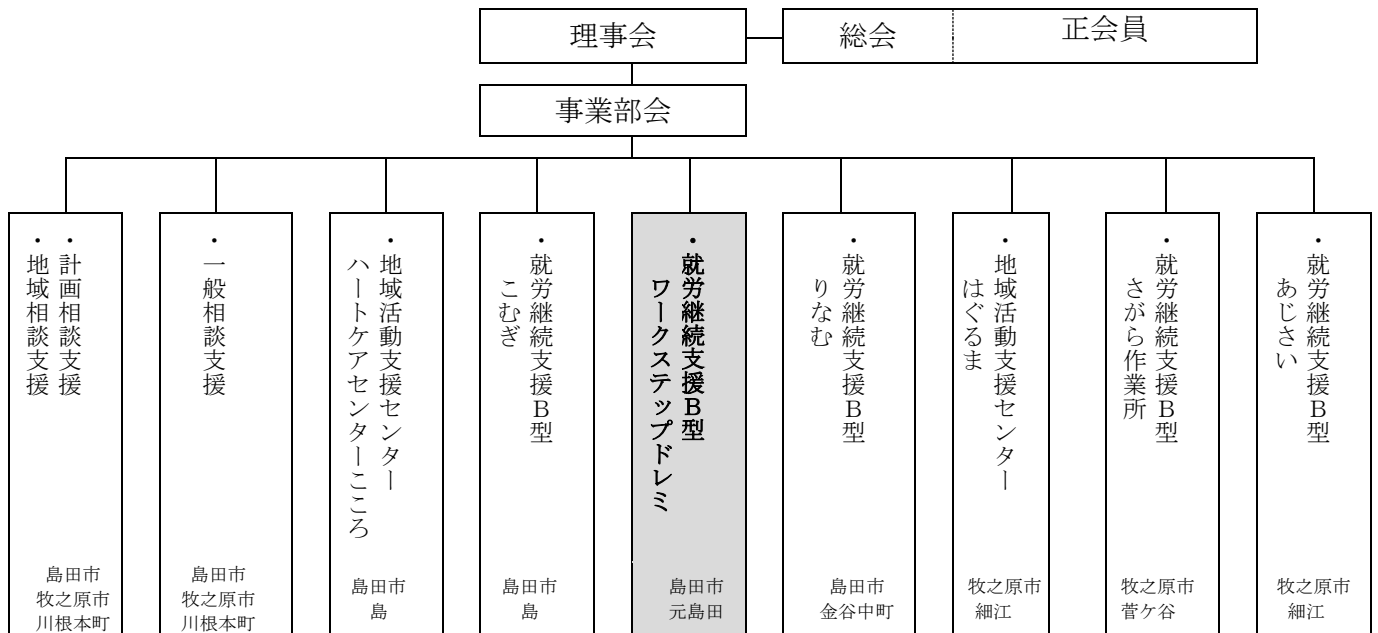 理事会
総会
正会員
事業部会
・計画相談支援
・地域相談支援
島田市
牧之原市
川根本町
・一般相談支援
島田市
牧之原市
川根本町
・地域活動支援センター
ハートケアセンターこころ
島田市
島
・就労継続支援Ｂ型
こむぎ
島田市
島
・就労継続支援Ｂ型
ワークステップドレミ
島田市
元島田
・就労継続支援Ｂ型
りなむ
島田市
金谷中町
・地域活動支援センター
はぐるま
牧之原市
細江
・就労継続支援Ｂ型
さがら作業所
牧之原市
菅ケ谷
・就労継続支援Ｂ型
あじさい
牧之原市
細江